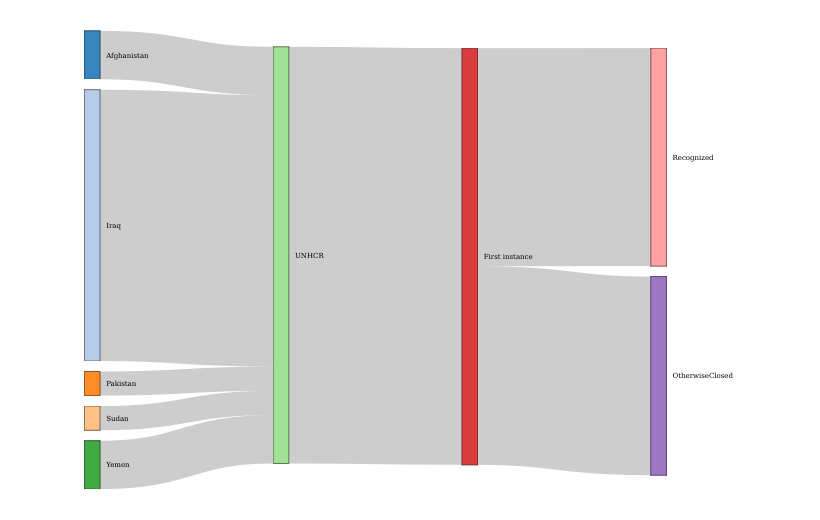 Afghanistan
Iraq
Pakistan
Sudan
Yemen
UNHCR
First instance
Recognized
OtherwiseClosed